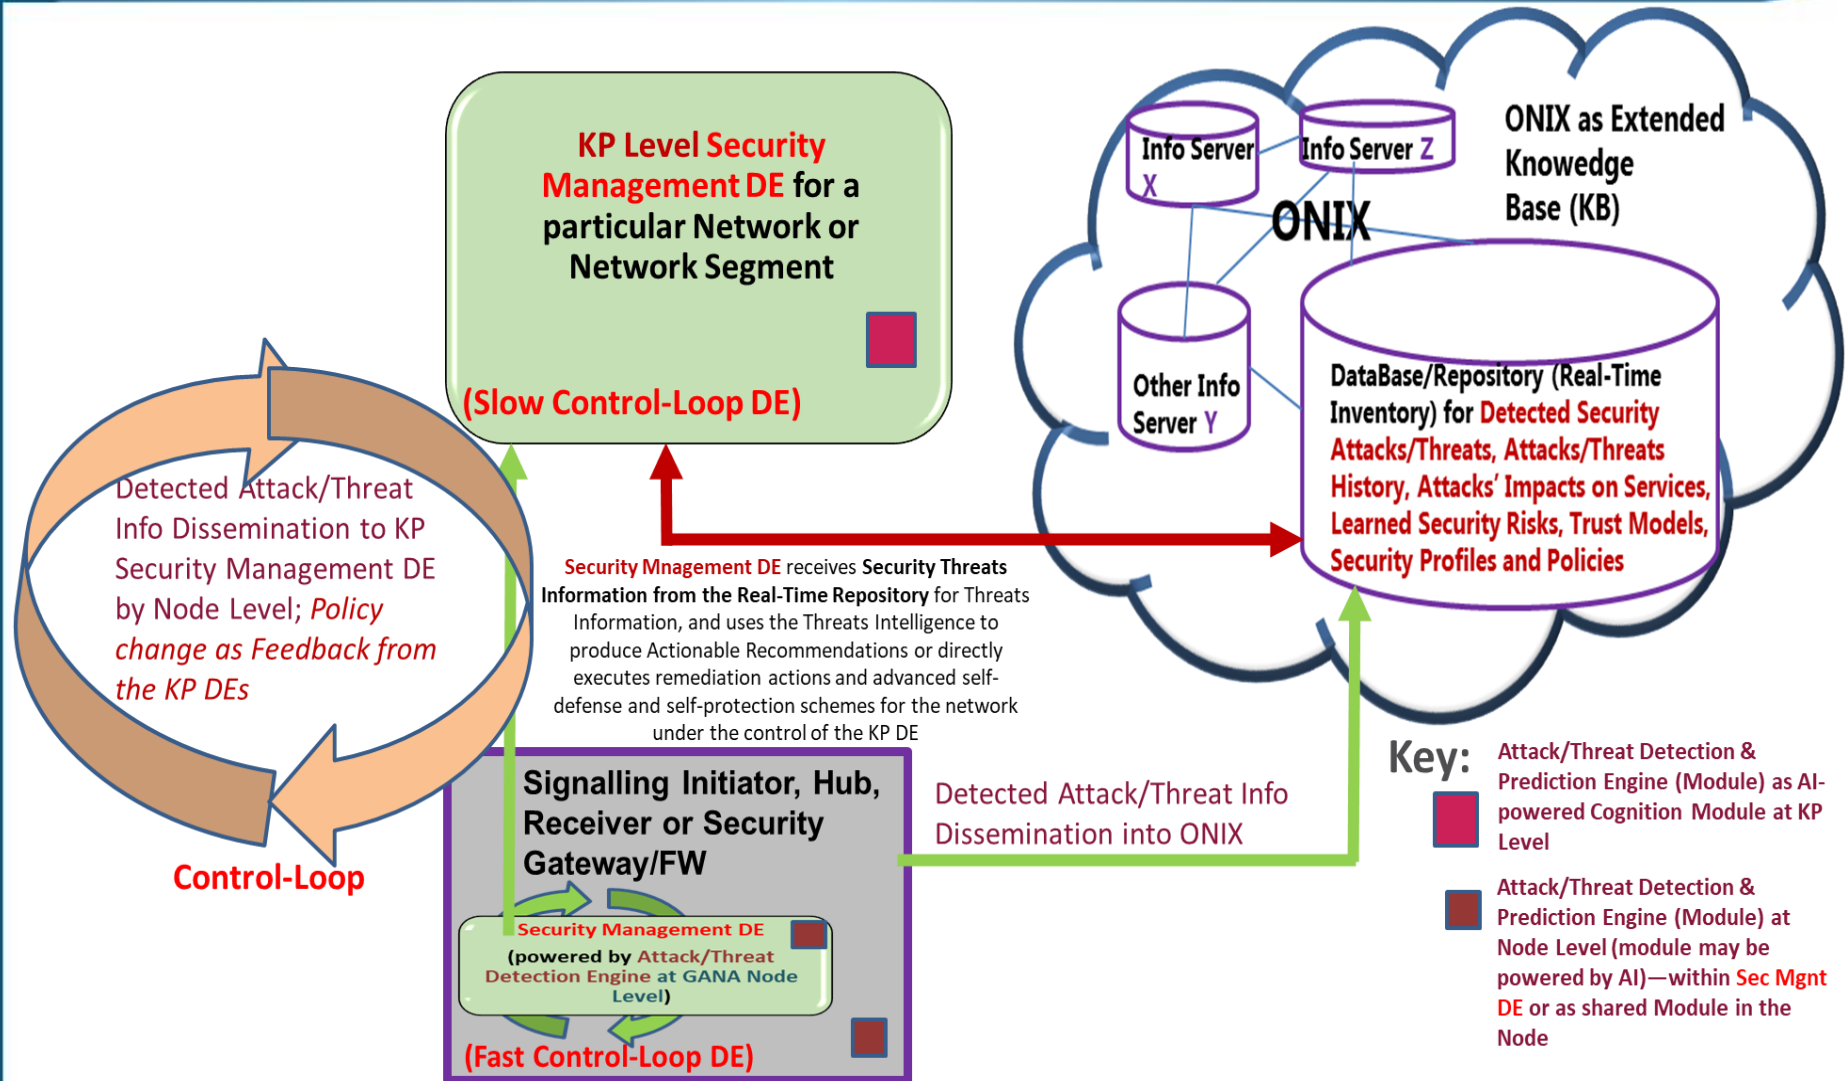 KP Level Security
Management DE for a
particular Network or
Network Segment
(Slow Control-Loop DE)
Info Server
X
Info Server Z
ONIX
ONIX as Extended
Knowedge
Base (KB)
Other Info
Server Y
DataBase/Repository (Real-Time
Inventory) for Detected Security
Attacks/Threats, Attacks/Threats
History, Attacks' Impacts on Services,
Learned Security Risks, Trust Models,
Security Profiles and Policies
Detected Attack/Threat
Info Dissemination to KP
Security Management DE
by Node Level; Policy
change as Feedback from
the KP DEs
Control-Loop
Security Mnagement DE receives Security Threats
Information from the Real-Time Repository for Threats
Information, and uses the Threats Intelligence to
produce Actionable Recommendations or directly
executes remediation actions and advanced self-
defense and self-protection schemes for the network
under the control of the KP DE
Signalling Initiator, Hub,
Receiver or Security
Gateway/FW
Security Management DE
(powered by Attack/Threat
Detection Engine at GANA Node
Level)
(Fast Control-Loop DE)
Detected Attack/Threat Info
Dissemination into ONIX
Key:
Attack/Threat Detection &
Prediction Engine (Module) as AI-
powered Cognition Module at KP
Level
Attack/Threat Detection &
Prediction Engine (Module) at
Node Level (module may be
powered by AI)—within Sec Mgnt
DE or as shared Module in the
Node